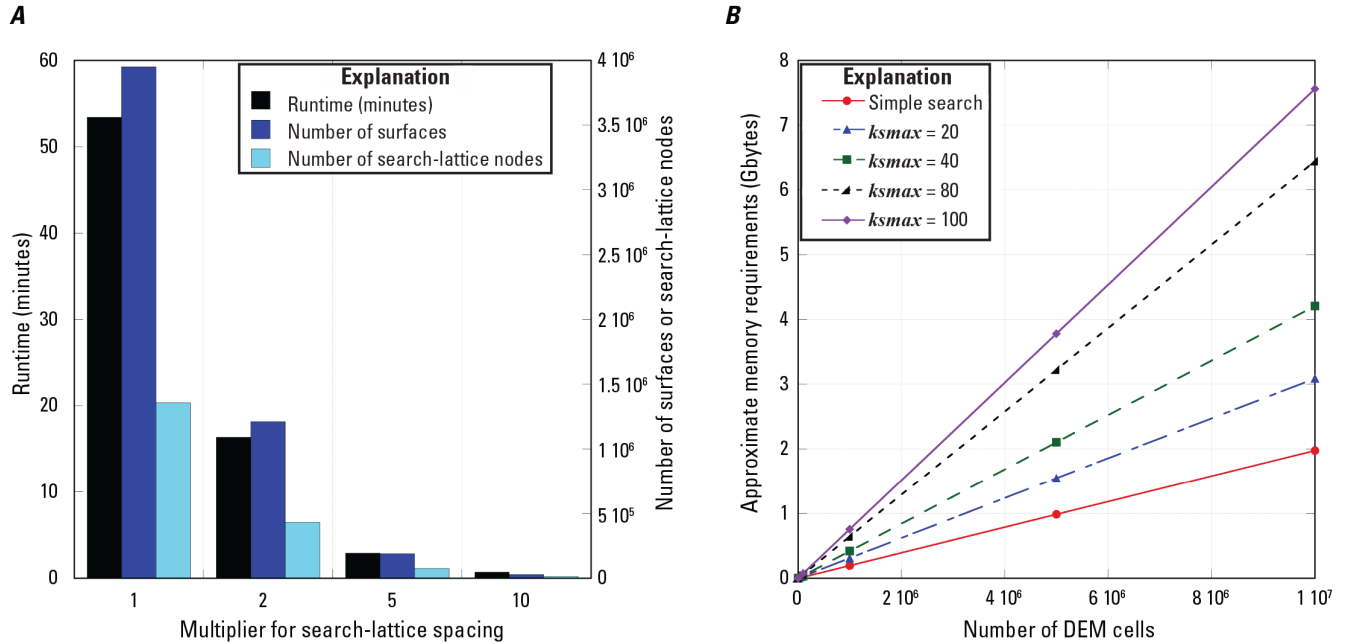 A
Runtime (minutes)
60
50
40
30
20
10
0
Explanation
Runtime (minutes)
Number of surfaces
Number of search-lattice nodes
4 10⁶
3.5 10⁶
3 10⁶
2.5 10⁶
2 10⁶
1.5 10⁶
1 10⁶
5 10⁵
0
Number of surfaces or search-lattice nodes
1
2
5
10
Multiplier for search-lattice spacing
B
Approximate memory requirements (Gbytes)
8
7
6
5
4
3
2
1
0
Explanation
Simple search
ksmax = 20
ksmax = 40
ksmax = 80
ksmax = 100
0
2 10⁶
4 10⁶
6 10⁶
8 10⁶
1 10⁷
Number of DEM cells